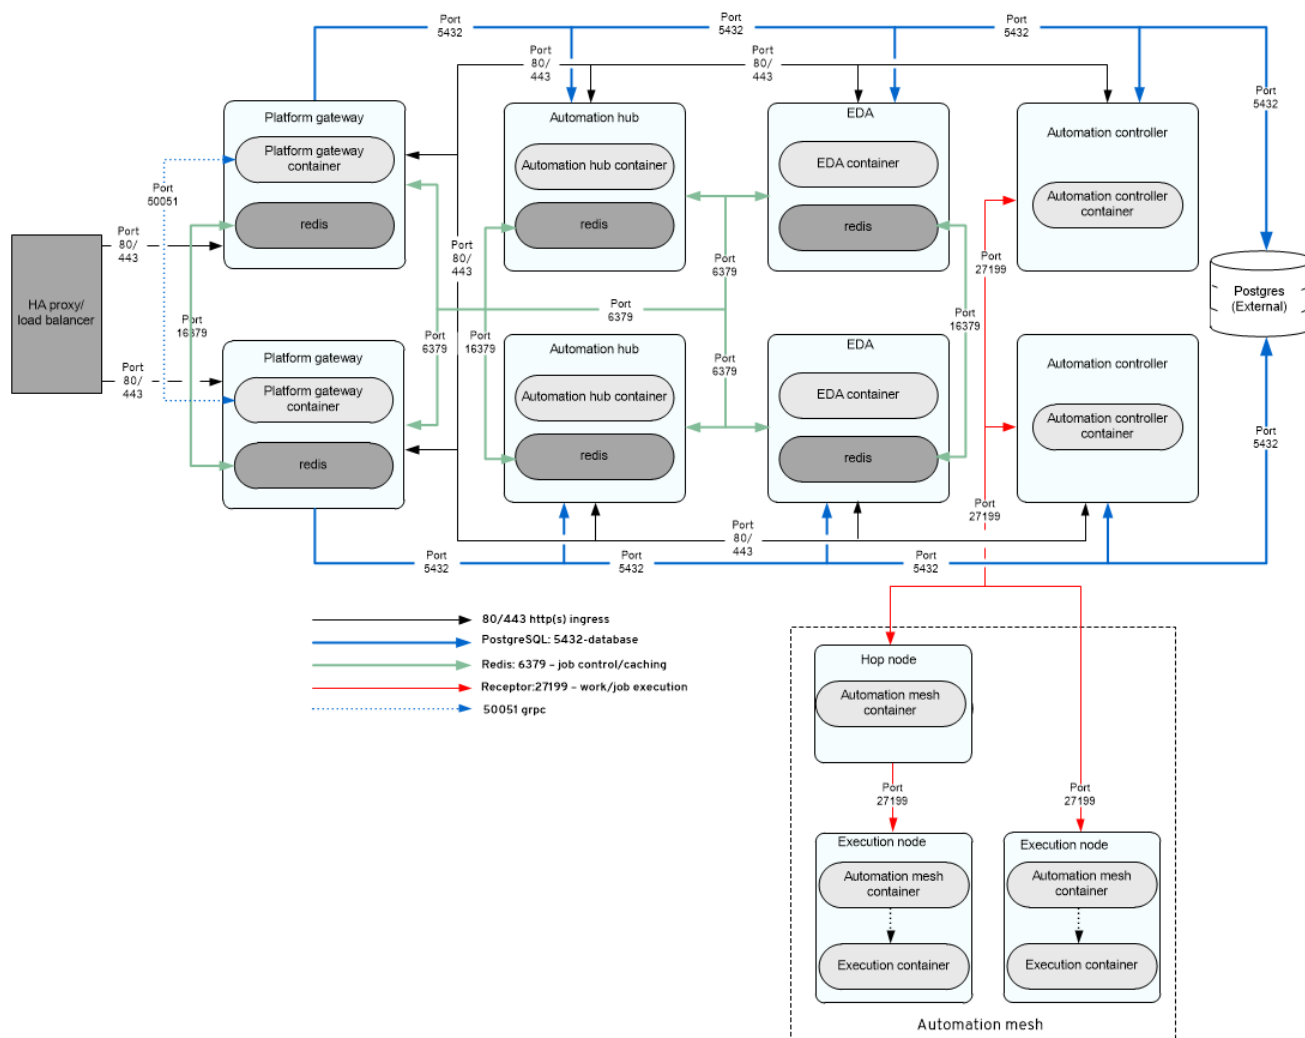 Port
5432
Port
5432
Port
5432
Port
80/
443
Port
80/
443
Port
5432
Platform gateway
Platform gateway
container
redis
Automation hub
Automation hub container
redis
EDA
EDA container
redis
Automation controller
Automation controller
container
Port
50051
Port
80/
443
Port
80/
443
Port
6379
Port
27199
HA proxy/
load balancer
Postgres
(External)
Port
6379
Port
16379
Port
6379
Port
16379
Port
6379
Port
16379
Port
80/
443
Platform gateway
Platform gateway
container
redis
Automation hub
Automation hub container
redis
EDA
EDA container
redis
Automation controller
Automation controller
container
Port
5432
Port
27199
Port
80/
443
Port
5432
Port
5432
Port
5432
80/443 http(s) ingress
PostgreSQL: 5432-database
Redis: 6379 – job control/caching
Receptor:27199 – work/job execution
50051 grpc
Hop node
Automation mesh
container
Port
27199
Port
27199
Execution node
Automation mesh
container
Execution container
Execution node
Automation mesh
container
Execution container
Automation mesh